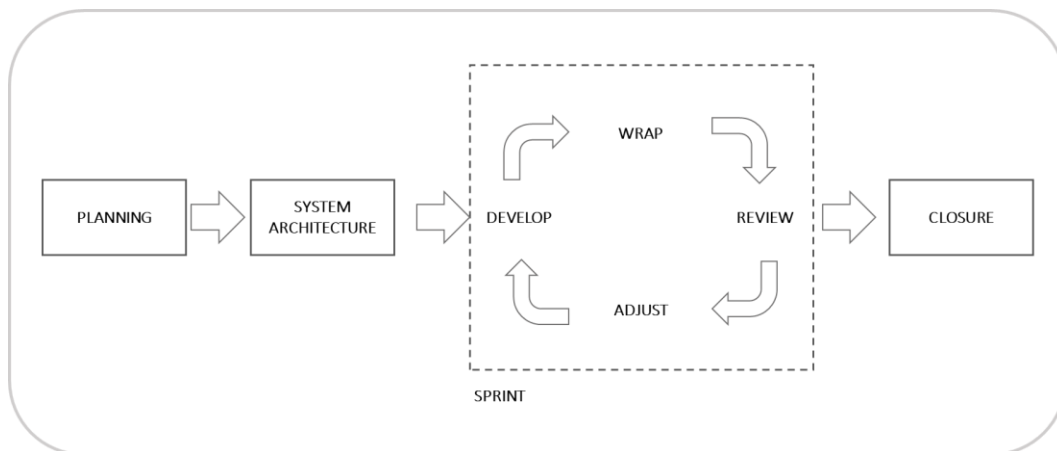 WRAP
PLANNING
SYSTEM
ARCHITECTURE
DEVELOP
REVIEW
CLOSURE
ADJUST
SPRINT